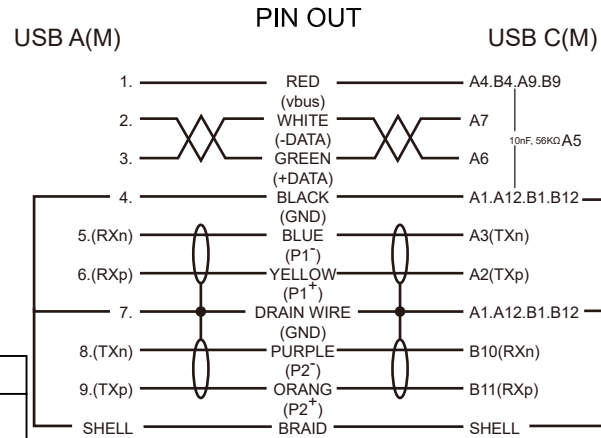 PIN OUT
USB A(M) USB C(M)
1. RED A4.B4.A9.B9
(vbus)
2. WHITE A7
(-DATA) 10nF, 56KΩ A5
3. GREEN A6
(+DATA)
4. BLACK A1.A12.B1.B12
(GND)
5.(RXn) BLUE A3(TXn)
(P1-)
6.(RXp) YELLOW A2(TXp)
(P1+)
7. DRAIN WIRE A1.A12.B1.B12
(GND)
8.(TXn) PURPLE B10(RXn)
(P2-)
9.(TXp) ORANG B11(RXp)
(P2+)
SHELL BRAID SHELL